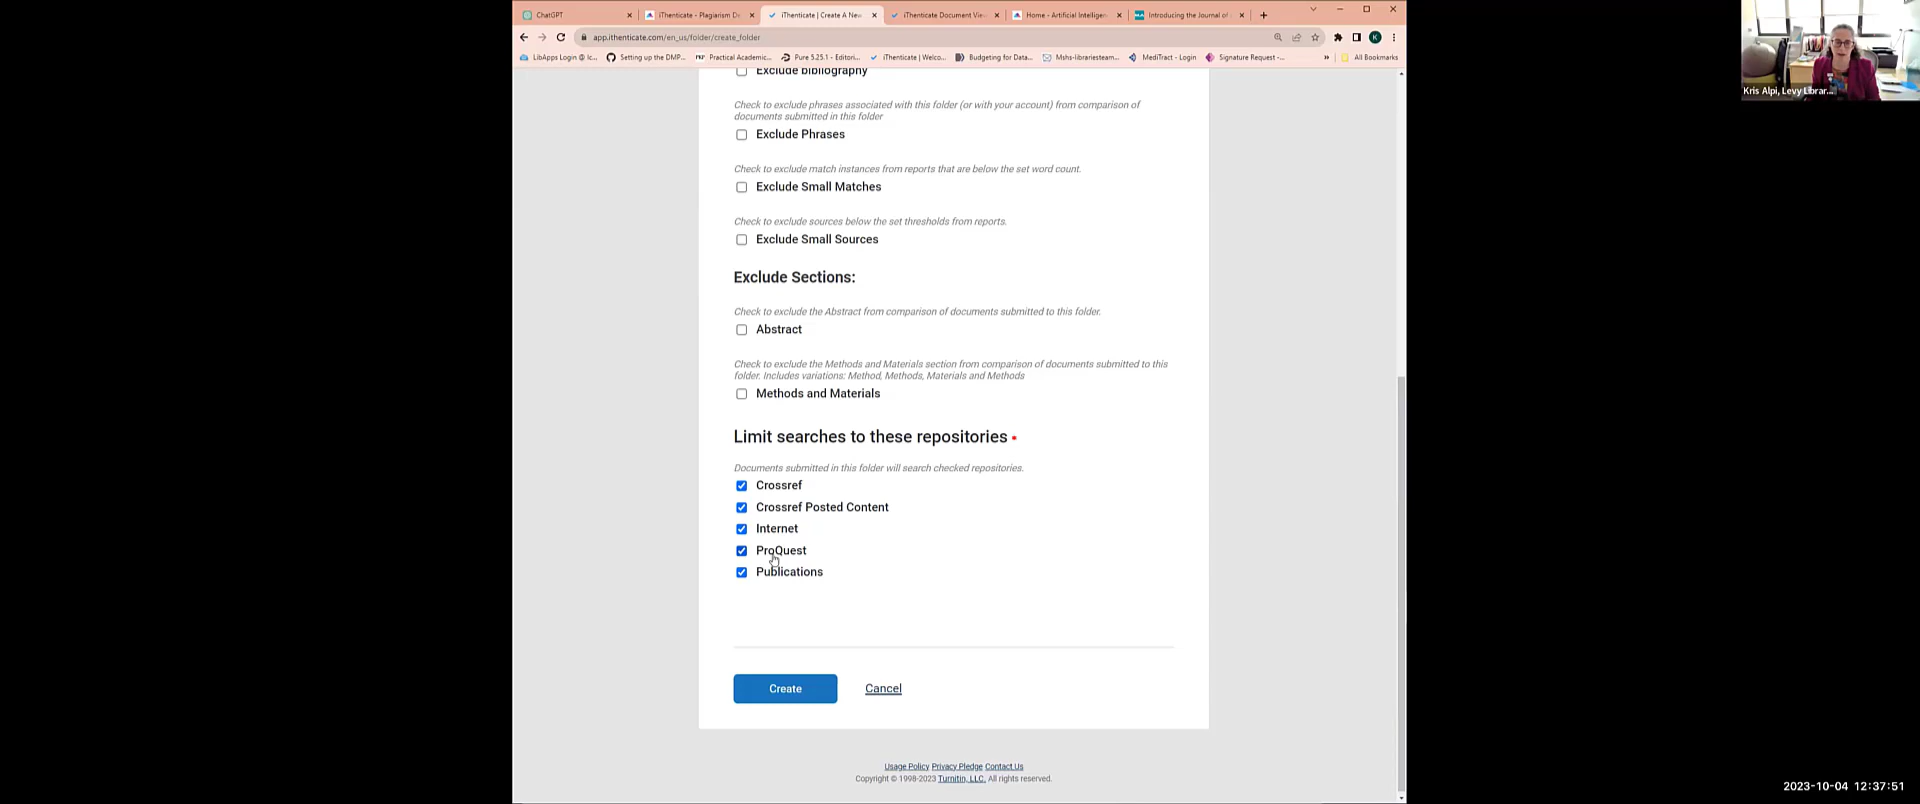 ChatGPT
iThenticate - Plagiarism De
iThenticate | Create A New
iThenticate Document View
Home - Artificial Intelligen
Introducing the Journal of
app.ithenticate.com/en_us/folder/create_folder
LibApps Login @ Ic...
Setting up the DMP...
Practical Academic...
Pure 5.25.1 - Editori...
iThenticate | Welco...
Budgeting for Data...
Mshs-librariesteam...
MediTract - Login
Signature Request -...
All Bookmarks
Kris Alpi, Levy Librar...
Exclude bibliography
Check to exclude phrases associated with this folder (or with your account) from comparison of
documents submitted in this folder
Exclude Phrases
Check to exclude match instances from reports that are below the set word count.
Exclude Small Matches
Check to exclude sources below the set thresholds from reports.
Exclude Small Sources
Exclude Sections:
Check to exclude the Abstract from comparison of documents submitted to this folder.
Abstract
Check to exclude the Methods and Materials section from comparison of documents submitted to this
folder. Includes variations: Method, Methods, Materials and Methods
Methods and Materials
Limit searches to these repositories
Documents submitted in this folder will search checked repositories.
Crossref
Crossref Posted Content
Internet
ProQuest
Publications
Create
Cancel
Usage Policy Privacy Pledge Contact Us
Copyright © 1998-2023 Turnitin, LLC. All rights reserved.
2023-10-04 12:37:51